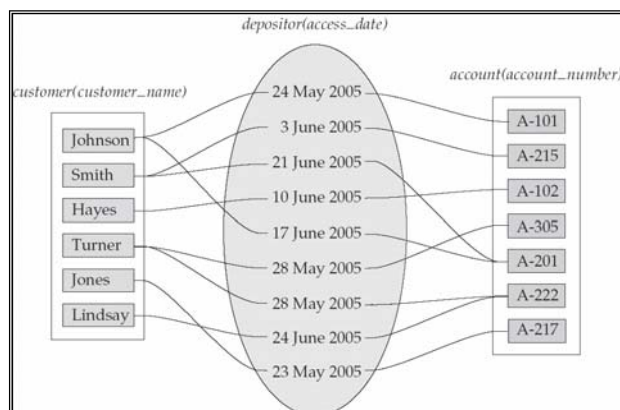 depositor(access_date)
customer(customer_name)
account(account_number)
Johnson
Smith
Hayes
Turner
Jones
Lindsay
24 May 2005
3 June 2005
21 June 2005
10 June 2005
17 June 2005
28 May 2005
28 May 2005
24 June 2005
23 May 2005
A-101
A-215
A-102
A-305
A-201
A-222
A-217